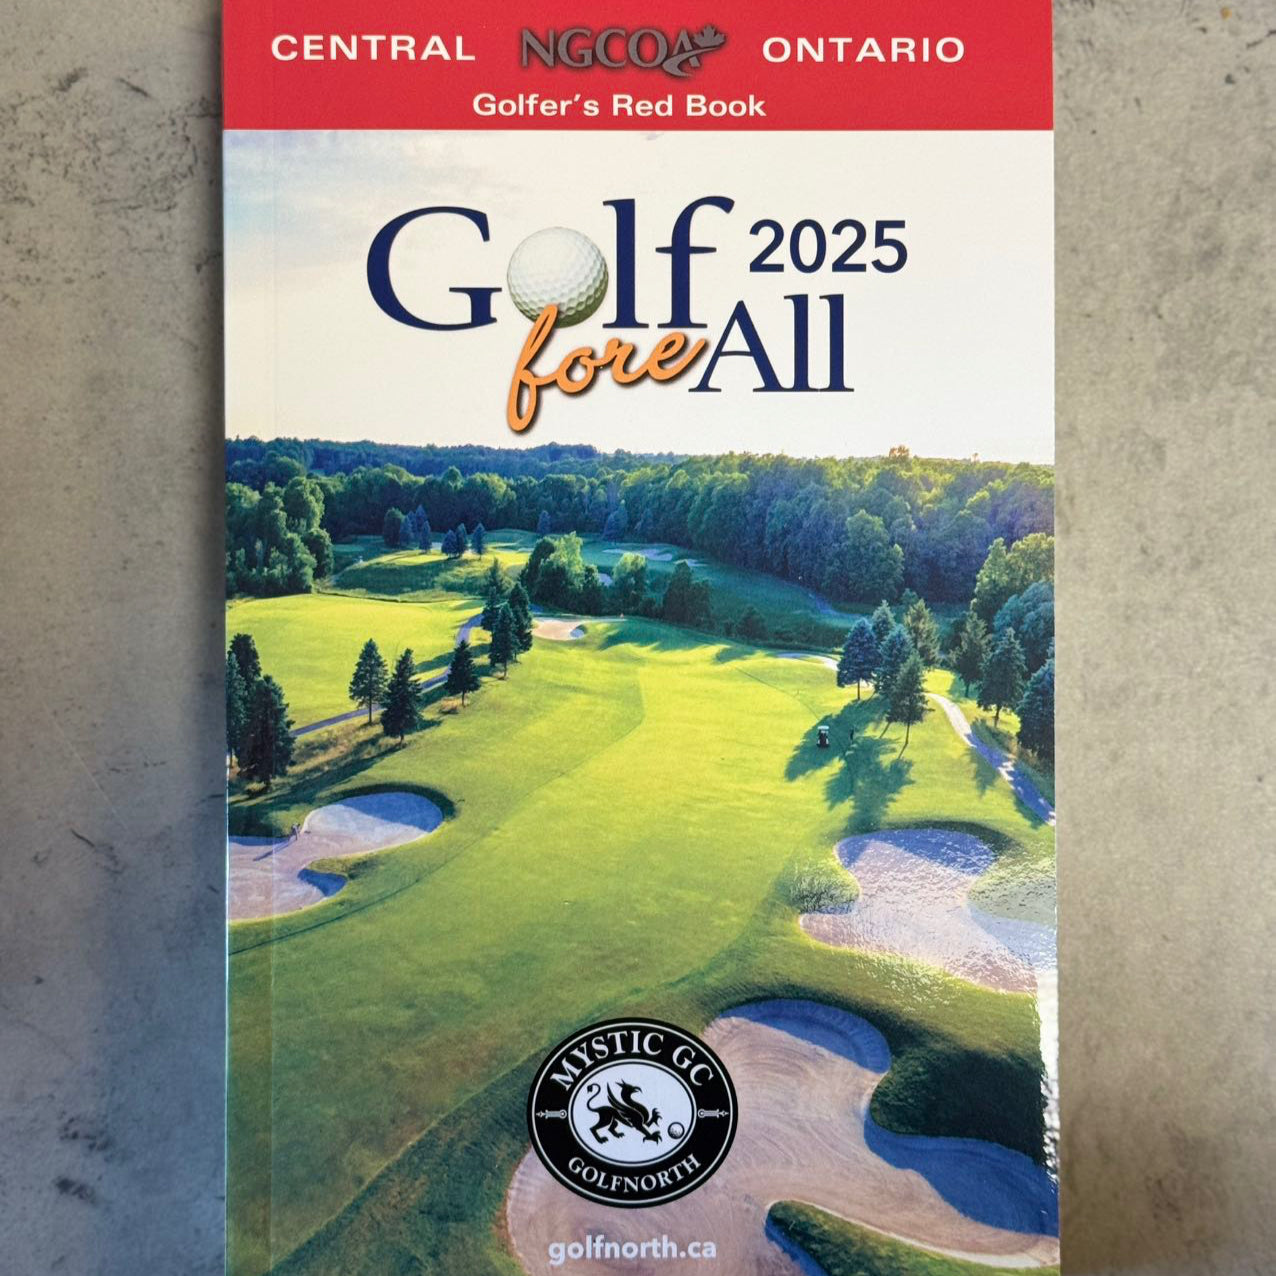 CENTRAL NGCOA ONTARIO
Golfer's Red Book
Golf 2025
fore All
MYSTIC GC
GOLFNORTH
golfnorth.ca